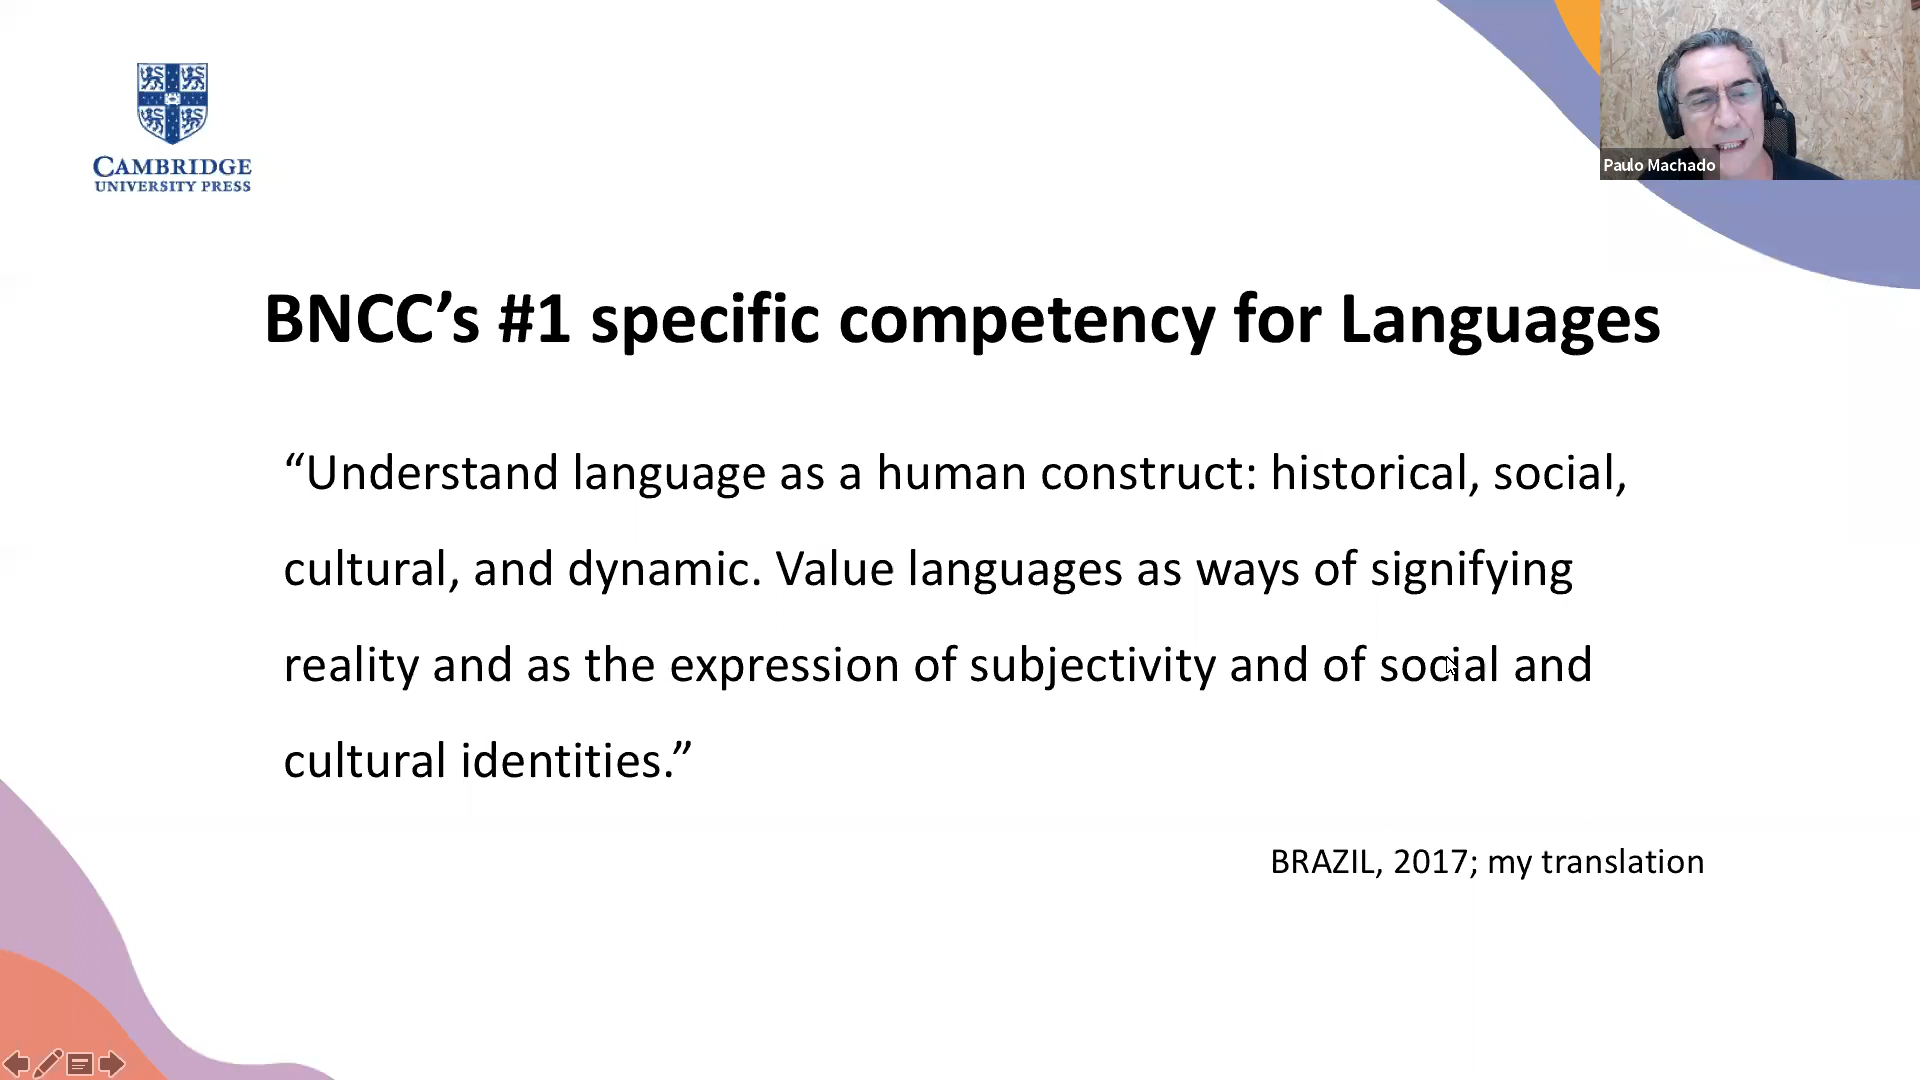 CAMBRIDGE
UNIVERSITY PRESS
Paulo Machado
BNCC’s #1 specific competency for Languages
“Understand language as a human construct: historical, social,
cultural, and dynamic. Value languages as ways of signifying
reality and as the expression of subjectivity and of social and
cultural identities.”
BRAZIL, 2017; my translation